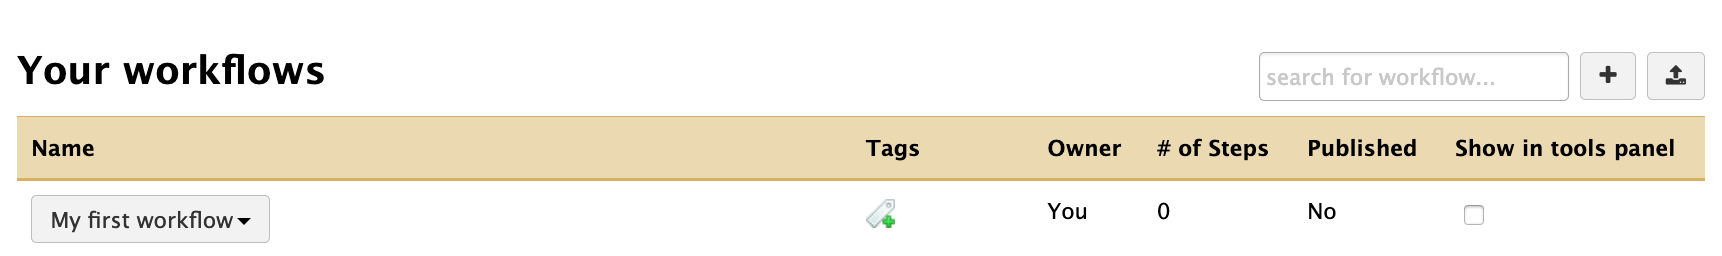 Your workflows
search for workflow...
Name Tags Owner # of Steps Published Show in tools panel
My first workflow You 0 No